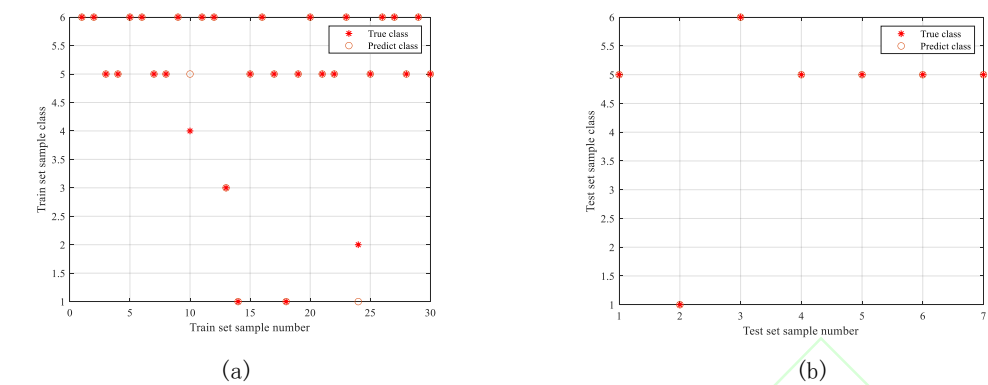 6
5.5
5
4.5
4
3.5
3
2.5
2
1.5
1
Train set sample class
True class
Predict class
0 5 10 15 20 25 30
Train set sample number
(a)
6
5.5
5
4.5
4
3.5
3
2.5
2
1.5
1
Test set sample class
True class
Predict class
1 2 3 4 5 6 7
Test set sample number
(b)